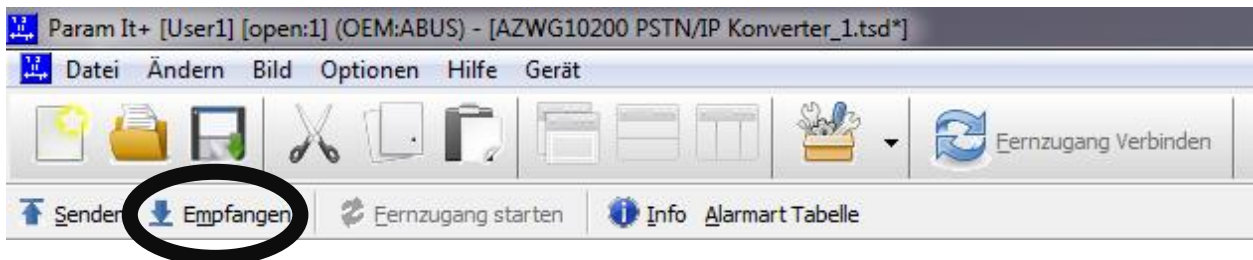 Param It+ [User1] [open:1] (OEM:ABUS) - [AZWG10200 PSTN/IP Konverter_1.tsd*]
Datei Ändern Bild Optionen Hilfe Gerät
Fernzugang Verbinden
Senden Empfangen Fernzugang starten Info Alarmart Tabelle